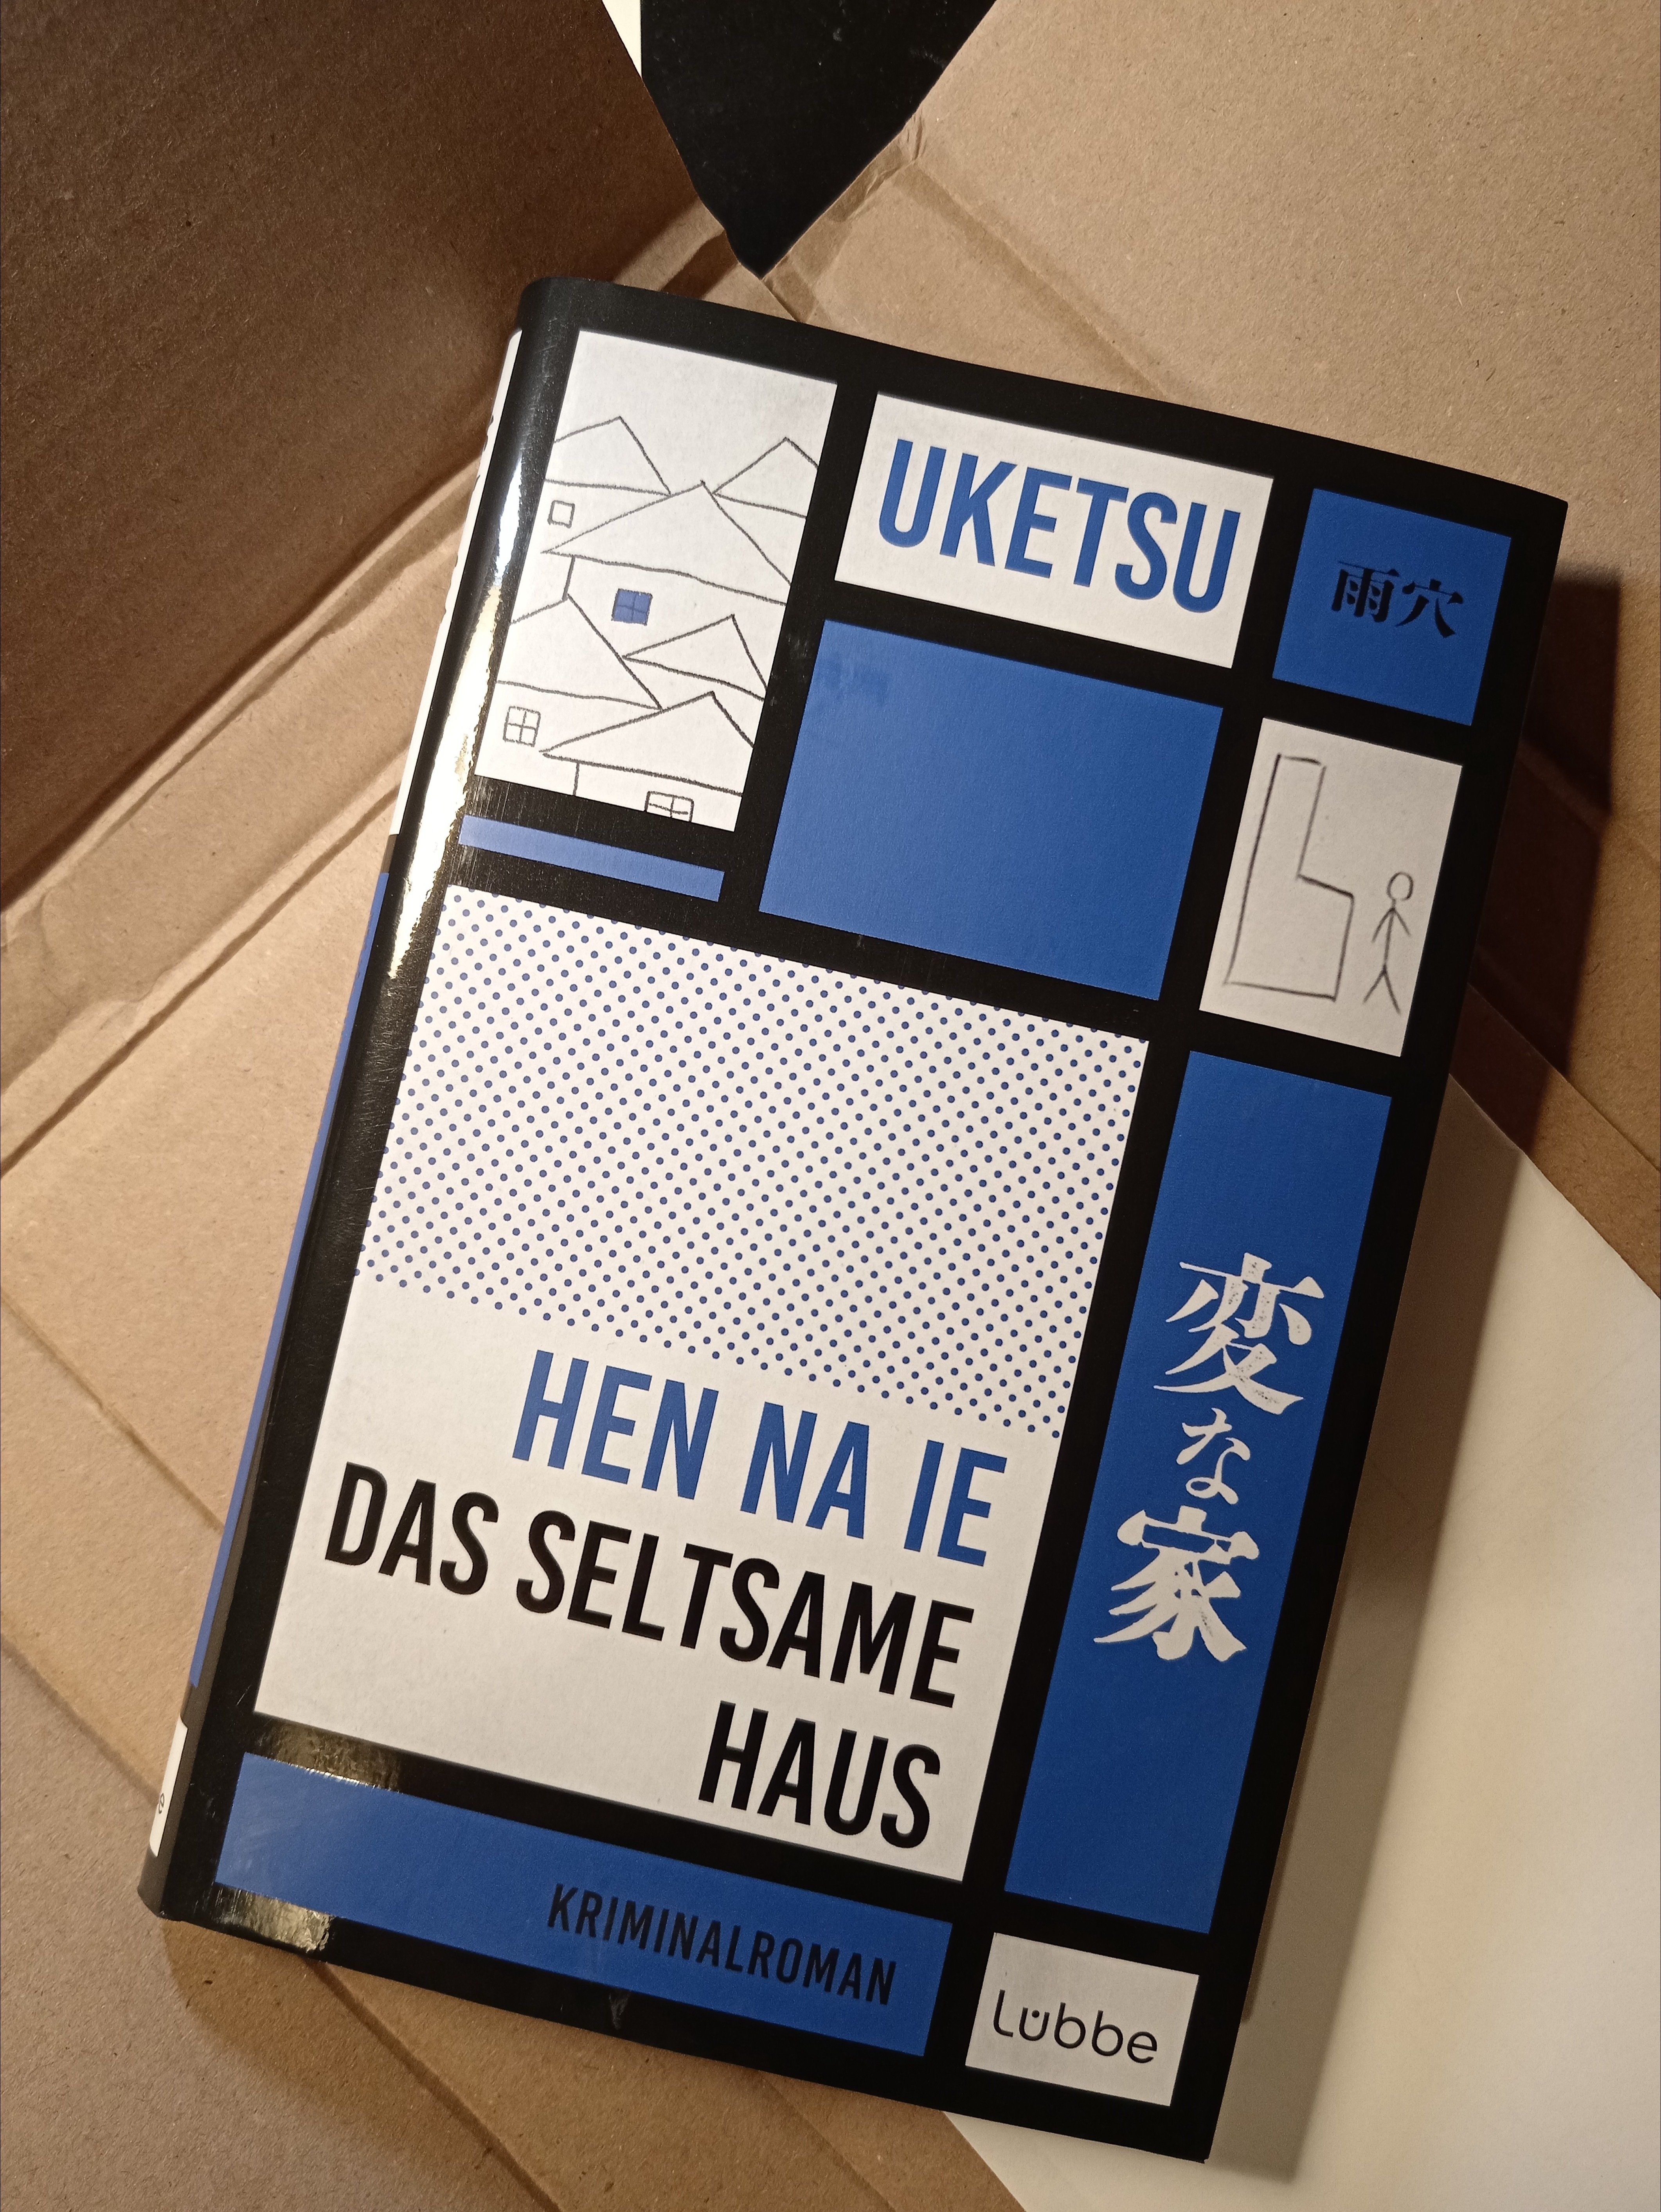 UKETSU
雨穴
変な家
HEN NA IE
DAS SELTSAME
HAUS
KRIMINALROMAN
Lübbe